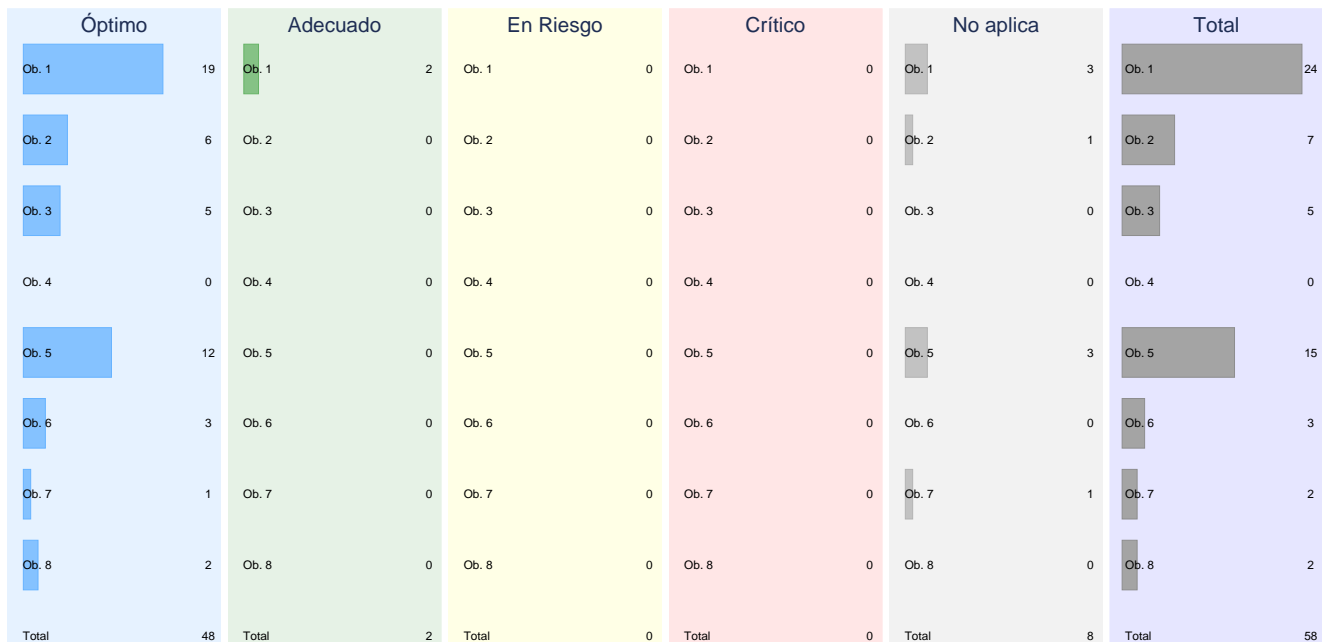 Óptimo Adecuado En Riesgo Crítico No aplica Total
Ob. 1 19 Ob. 1 2 Ob. 1 0 Ob. 1 0 Ob. 1 3 Ob. 1 24
Ob. 2 6 Ob. 2 0 Ob. 2 0 Ob. 2 0 Ob. 2 1 Ob. 2 7
Ob. 3 5 Ob. 3 0 Ob. 3 0 Ob. 3 0 Ob. 3 0 Ob. 3 5
Ob. 4 0 Ob. 4 0 Ob. 4 0 Ob. 4 0 Ob. 4 0 Ob. 4 0
Ob. 5 12 Ob. 5 0 Ob. 5 0 Ob. 5 0 Ob. 5 3 Ob. 5 15
Ob. 6 3 Ob. 6 0 Ob. 6 0 Ob. 6 0 Ob. 6 0 Ob. 6 3
Ob. 7 1 Ob. 7 0 Ob. 7 0 Ob. 7 0 Ob. 7 1 Ob. 7 2
Ob. 8 2 Ob. 8 0 Ob. 8 0 Ob. 8 0 Ob. 8 0 Ob. 8 2
Total 48 Total 2 Total 0 Total 0 Total 8 Total 58